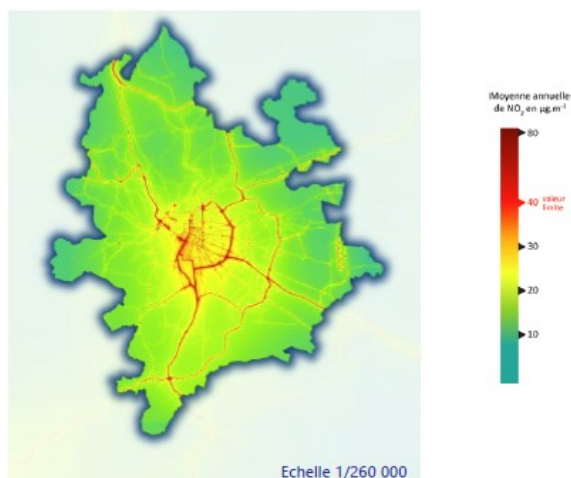 Moyenne annuelle
de NO₂ en µg.m⁻³
80
40 valeur
limite
30
20
10
Echelle 1/260 000